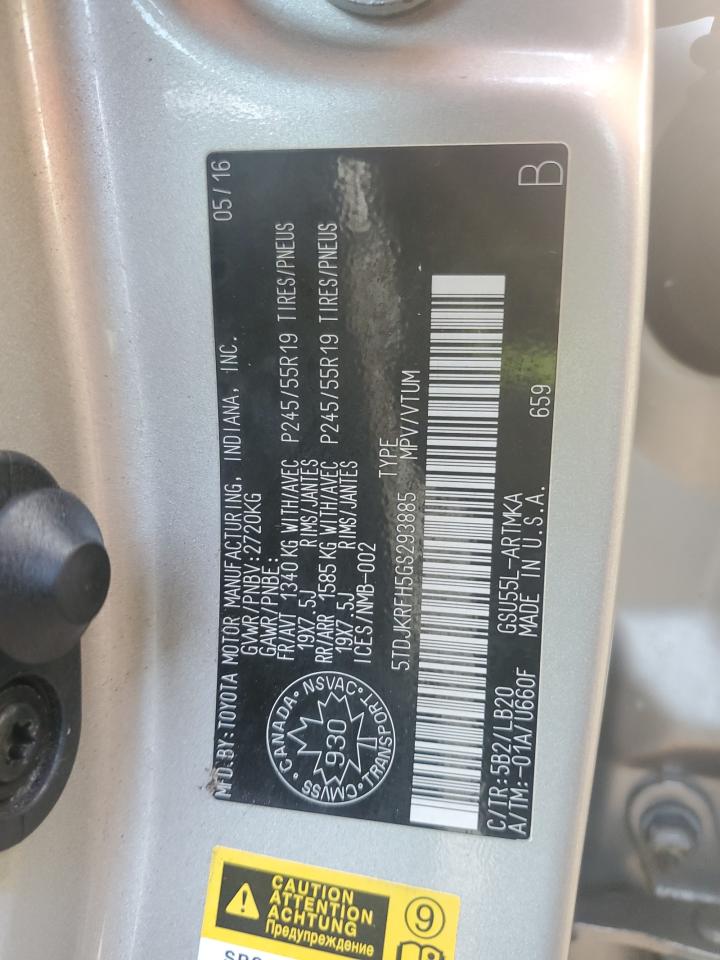 MFD.BY:TOYOTA MOTOR MANUFACTURING, INDIANA, INC. 05/16
GVWR/PNBV:2720KG
GAWR/PNBE:
FR/AVT 1340 KG WITH/AVEC P245/55R19 TIRES/PNEUS
19X7.5J RIMS/JANTES
RR/ARR 1585 KG WITH/AVEC P245/55R19 TIRES/PNEUS
19X7.5J RIMS/JANTES
ICES/NMB-002
CANADA • NSVAC • TRANSPORT • CMVSS •
930
TYPE
5TDJKRFH5GS293885 MPV/VTUM
C/TR:5B2/LB20 GSU55L-ARTMKA 659 B
A/TM:-01A/U660F MADE IN U.S.A.
CAUTION
ATTENTION
ACHTUNG
Предупреждение
9